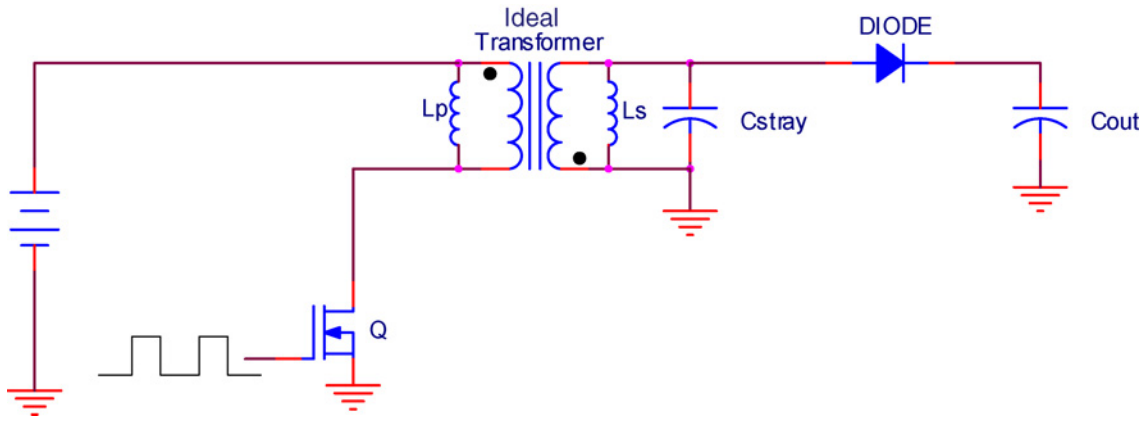 Ideal
Transformer
DIODE
Lp
Ls
Cstray
Cout
Q